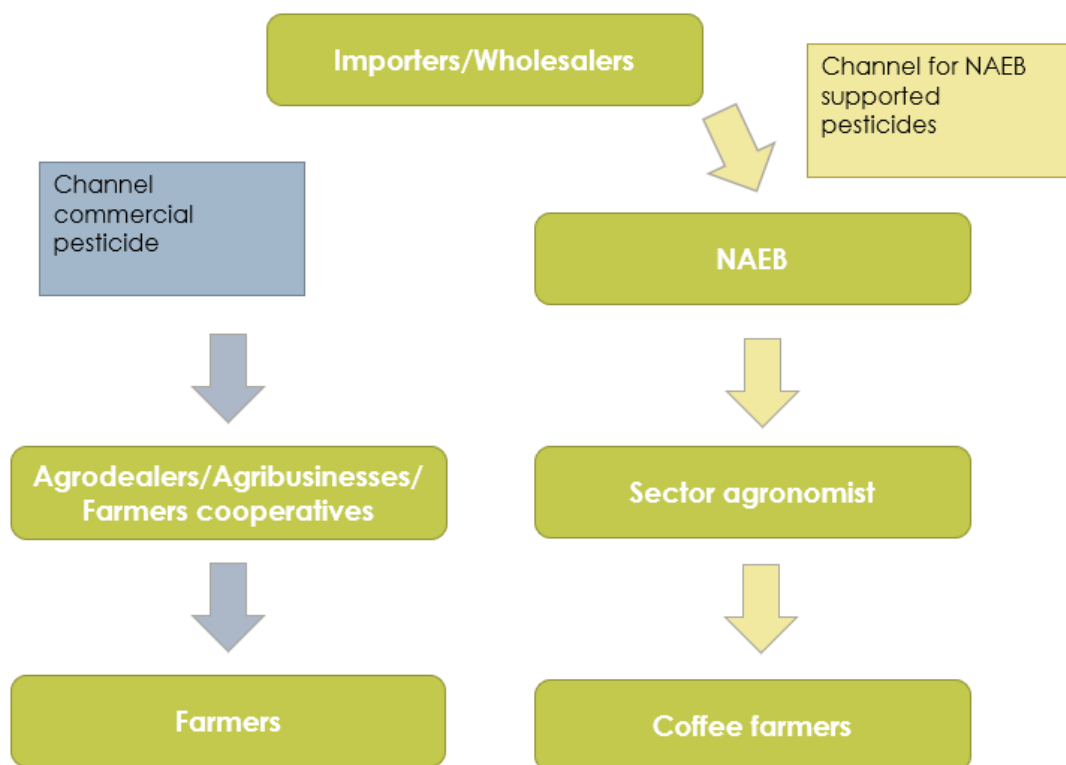 Importers/Wholesalers
Channel for NAEB
supported
pesticides
Channel
commercial
pesticide
NAEB
Agrodealers/Agribusinesses/
Farmers cooperatives
Sector agronomist
Farmers
Coffee farmers